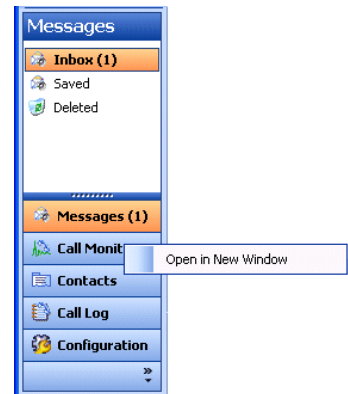 Messages
Inbox (1)
Saved
Deleted
Messages (1)
Call Monit
Open in New Window
Contacts
Call Log
Configuration